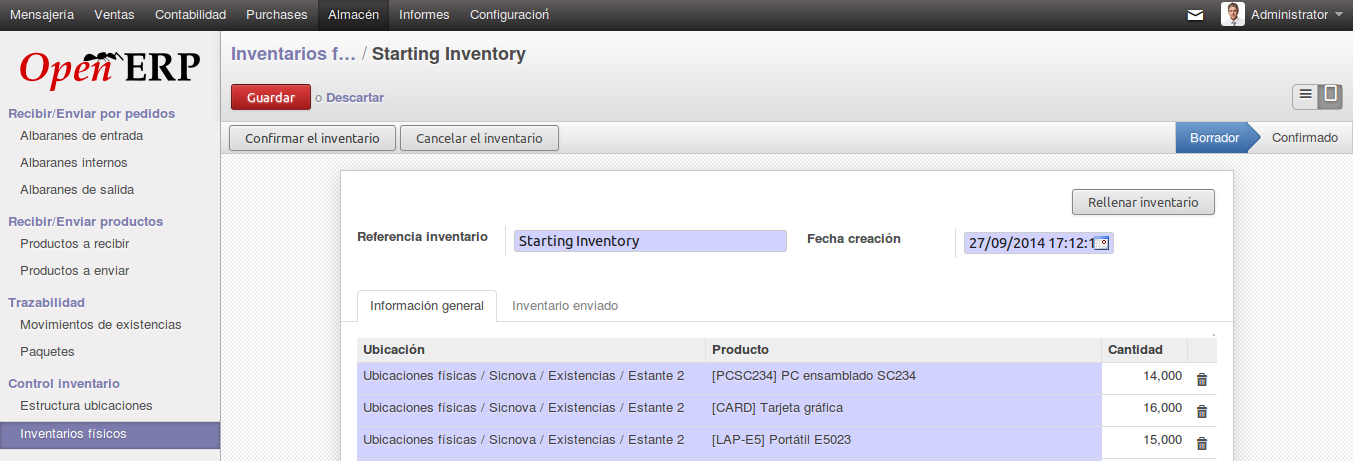 Mensajería Ventas Contabilidad Purchases Almacén Informes Configuración Administrator
Open ERP
Recibir/Enviar por pedidos
Albaranes de entrada
Albaranes internos
Albaranes de salida
Recibir/Enviar productos
Productos a recibir
Productos a enviar
Trazabilidad
Movimientos de existencias
Paquetes
Control inventario
Estructura ubicaciones
Inventarios físicos
Inventarios f... / Starting Inventory
Guardar o Descartar
Confirmar el inventario Cancelar el inventario Borrador Confirmado
Rellenar inventario
Referencia inventario Starting Inventory Fecha creación 27/09/2014 17:12:1
Información general Inventario enviado
Ubicación Producto Cantidad
Ubicaciones físicas / Sicnova / Existencias / Estante 2 [PCSC234] PC ensamblado SC234 14,000
Ubicaciones físicas / Sicnova / Existencias / Estante 2 [CARD] Tarjeta gráfica 16,000
Ubicaciones físicas / Sicnova / Existencias / Estante 2 [LAP-E5] Portátil E5023 15,000